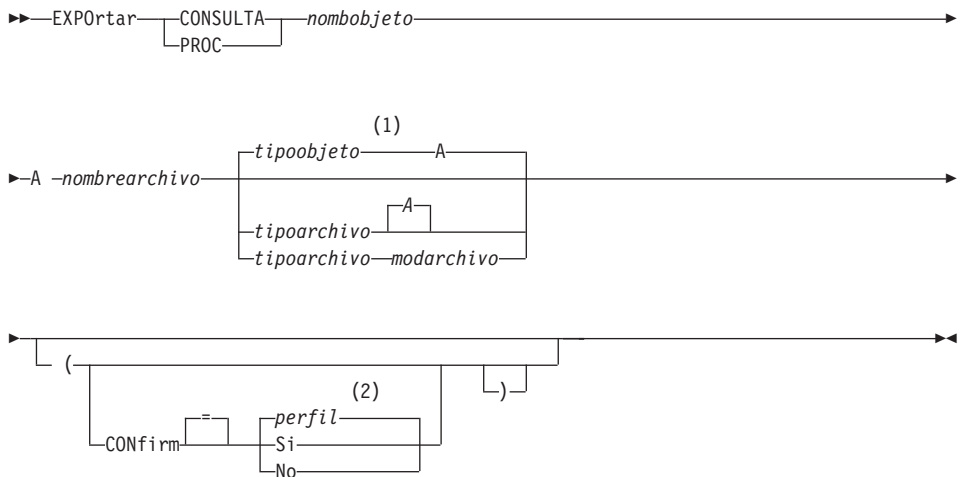 EXPOrtar CONSULTA nombobjeto
PROC
(1)
tipoobjeto A
A nombrearchivo
A
tipoarchivo
tipoarchivo modarchivo
(
)
(2)
= perfil
CONfirm Si
No